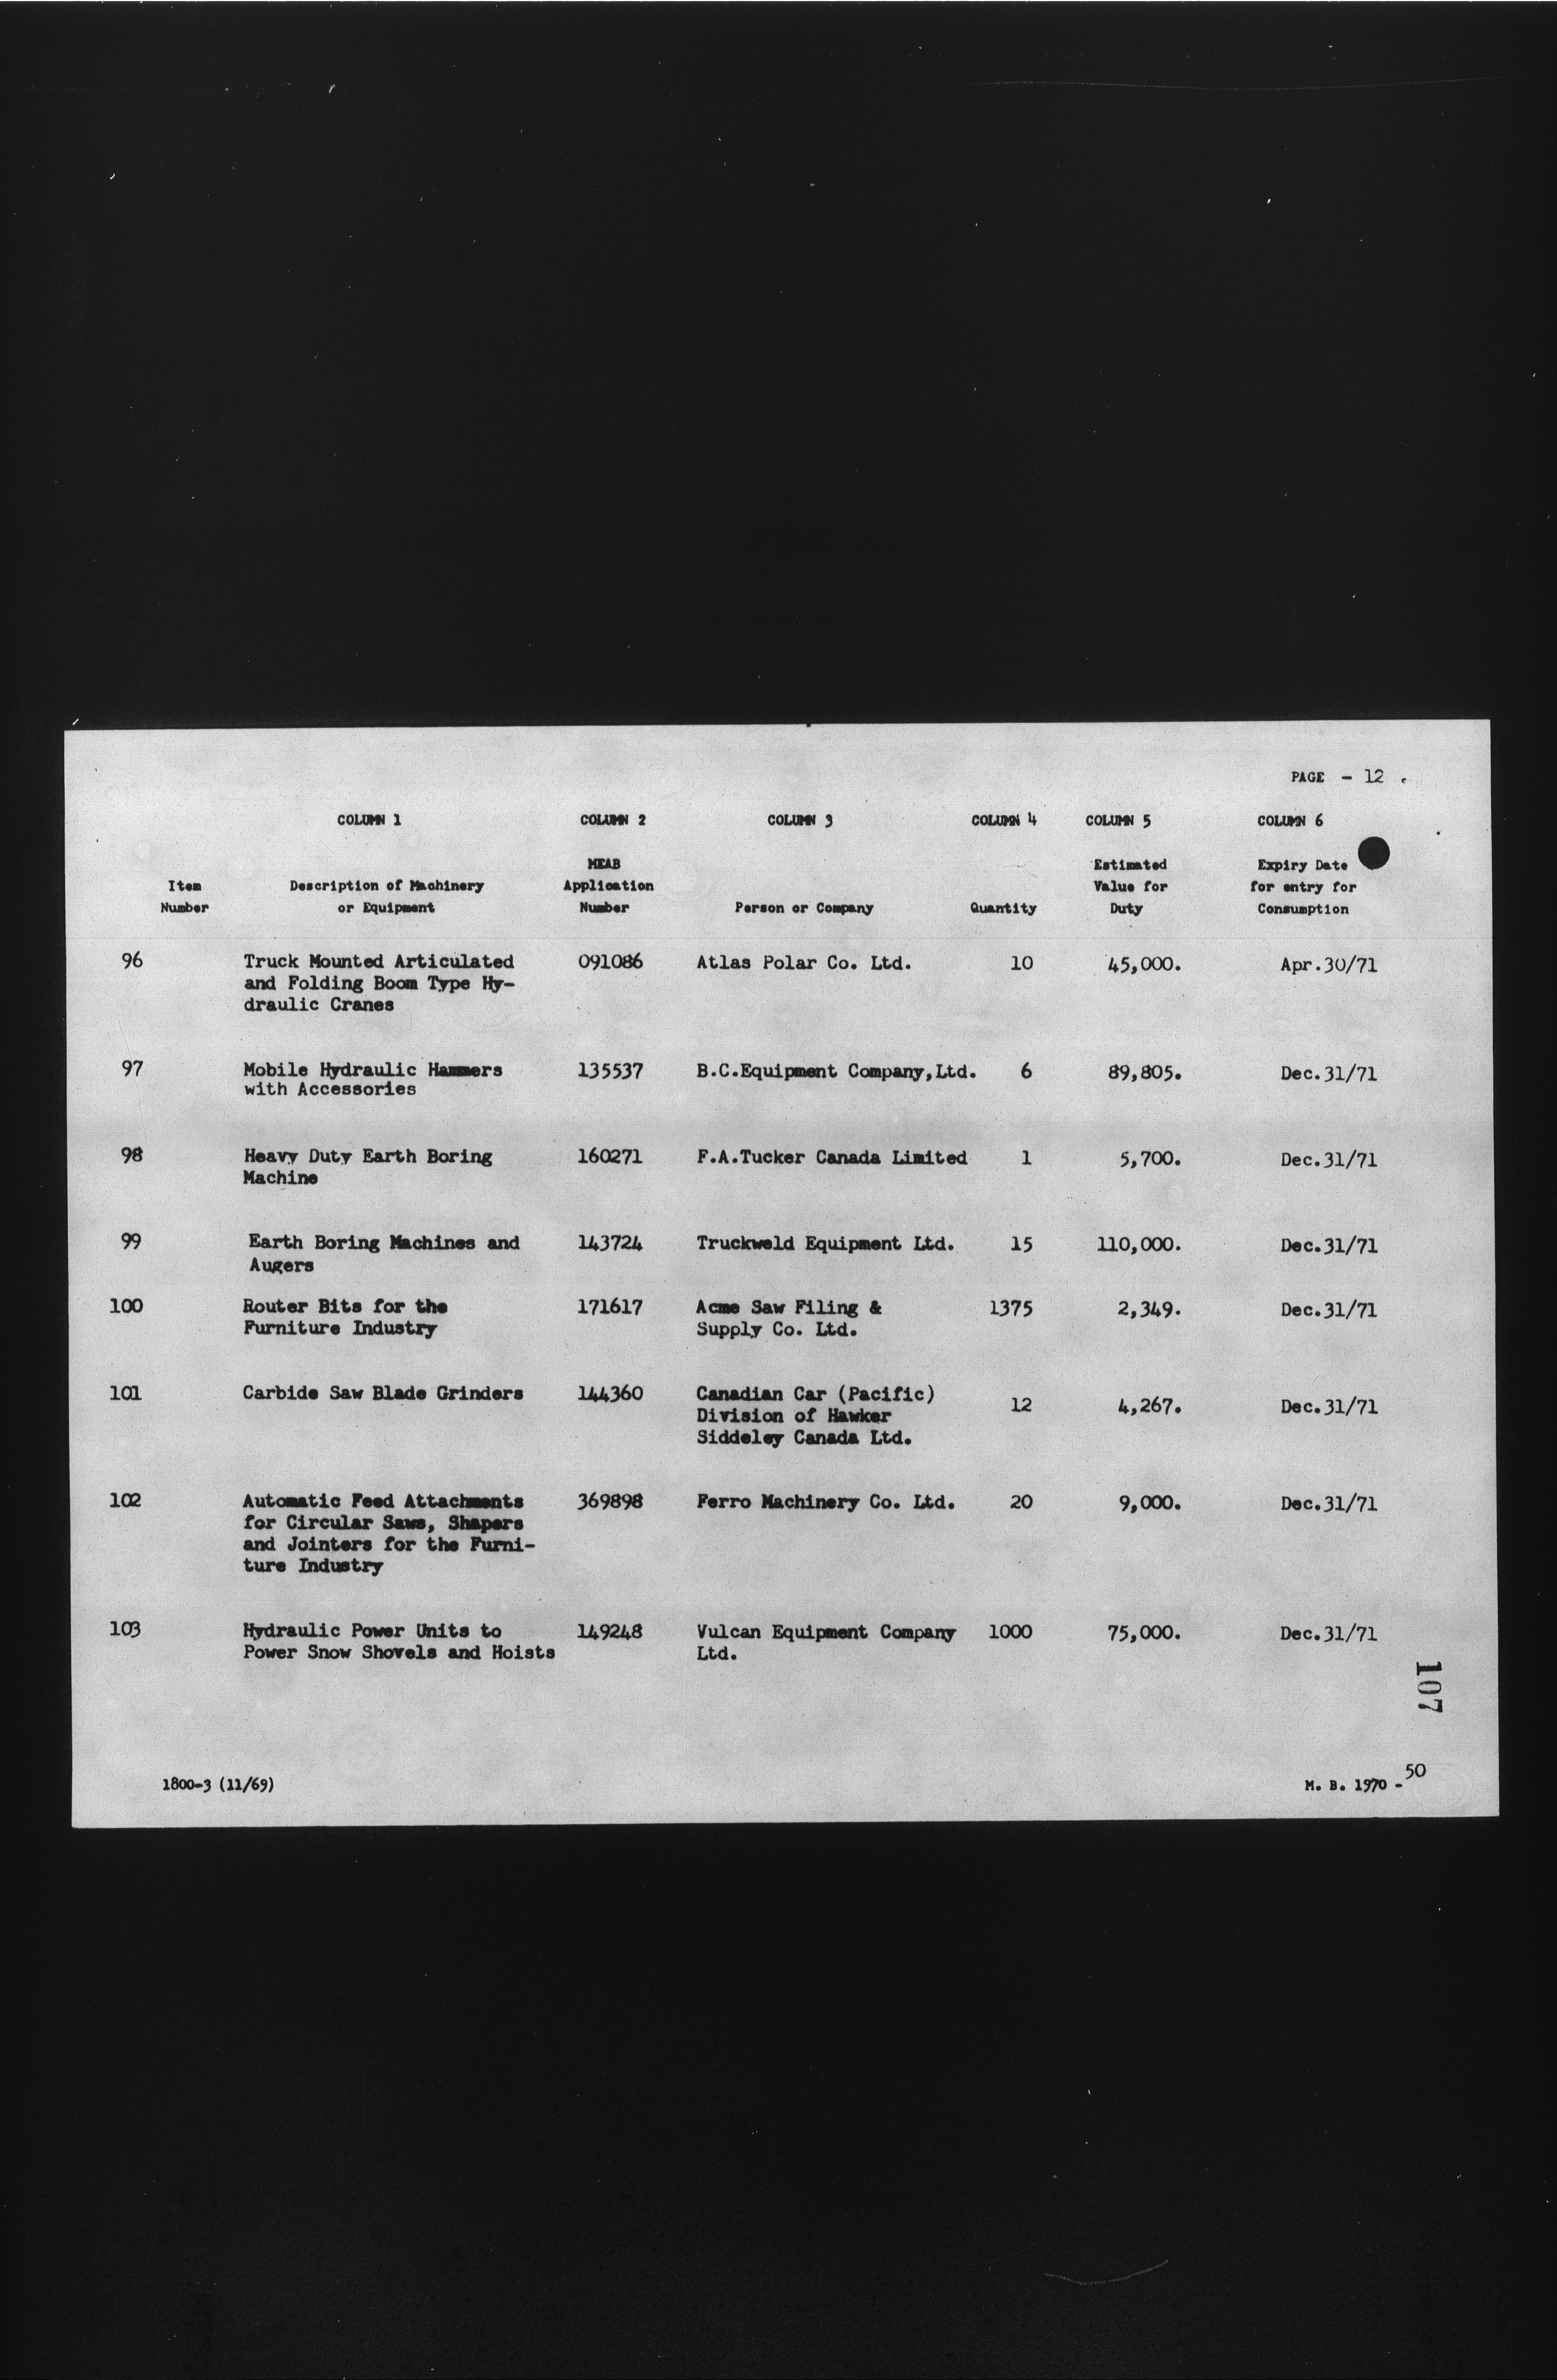 PAGE - 12 .
COLUMN 1 COLUMN 2 COLUMN 3 COLUMN 4 COLUMN 5 COLUMN 6
MEAB Estimated Expiry Date
Item Description of Machinery Application Value for for entry for
Number or Equipment Number Person or Company Quantity Duty Consumption
96 Truck Mounted Articulated 091086 Atlas Polar Co. Ltd. 10 45,000. Apr.30/71
and Folding Boom Type Hy-
draulic Cranes
97 Mobile Hydraulic Hammers 135537 B.C.Equipment Company,Ltd. 6 89,805. Dec.31/71
with Accessories
98 Heavy Duty Earth Boring 160271 F.A.Tucker Canada Limited 1 5,700. Dec.31/71
Machine
99 Earth Boring Machines and 143724 Truckweld Equipment Ltd. 15 110,000. Dec.31/71
Augers
100 Router Bits for the 171617 Acme Saw Filing & 1375 2,349. Dec.31/71
Furniture Industry Supply Co. Ltd.
101 Carbide Saw Blade Grinders 144360 Canadian Car (Pacific) 12 4,267. Dec.31/71
Division of Hawker
Siddeley Canada Ltd.
102 Automatic Feed Attachments 369898 Ferro Machinery Co. Ltd. 20 9,000. Dec.31/71
for Circular Saws, Shapers
and Jointers for the Furni-
ture Industry
103 Hydraulic Power Units to 149248 Vulcan Equipment Company 1000 75,000. Dec.31/71
Power Snow Shovels and Hoists Ltd.
107
1800-3 (11/69) M. B. 1970 - 50